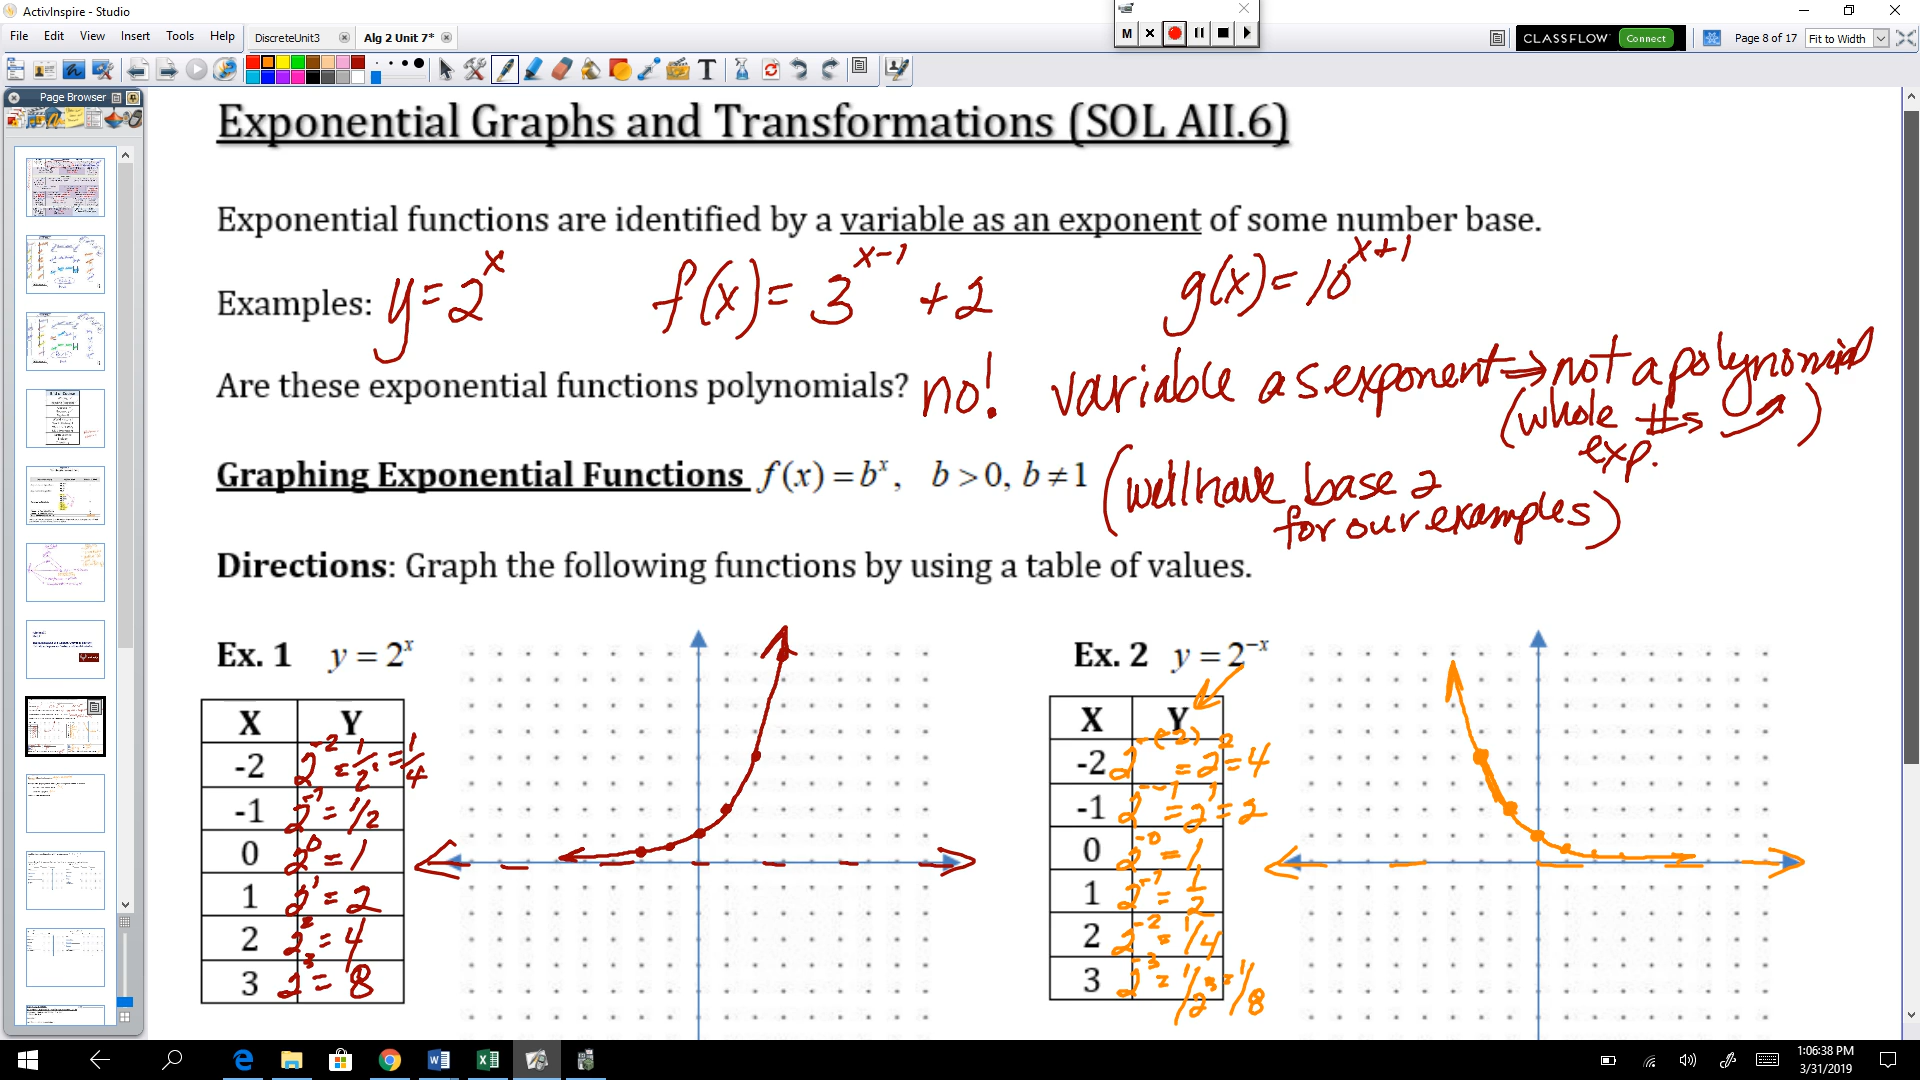 ActivInspire - Studio
File Edit View Insert Tools Help
DiscreteUnit3
Alg 2 Unit 7*
M
CLASSFLOW Connect
Page 8 of 17
Fit to Width
Page Browser
Exponential Graphs and Transformations (SOL AII.6)
Exponential functions are identified by a variable as an exponent of some number base.
Examples: y = 2^x f(x) = 3^{x-1} + 2 g(x) = 10^{x+1}
Are these exponential functions polynomials? no! variable as exponent ⇒ not a polynomial
(whole #s ↗)
exp.
Graphing Exponential Functions f(x) = b^x, b > 0, b ≠ 1 (we'll have base 2
for our examples)
Directions: Graph the following functions by using a table of values.
Ex. 1 y = 2^x
X Y
-2 2^{-2} = 1/2^2 = 1/4
-1 2^{-1} = 1/2
0 2^0 = 1
1 2^1 = 2
2 2^2 = 4
3 2^3 = 8
Ex. 2 y = 2^{-x}
X Y
-2 2^{-(-2)} = 2^2 = 4
-1 2^{--1} = 2^1 = 2
0 2^{-0} = 1
1 2^{-1} = 1/2
2 2^{-2} = 1/4
3 2^{-3} = 1/2^3 = 1/8
1:06:38 PM
3/31/2019